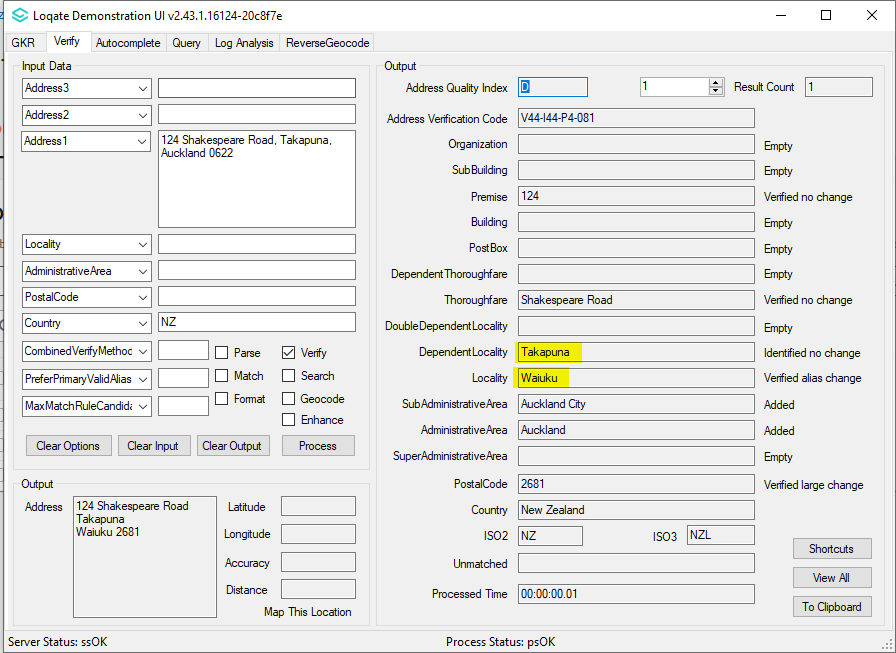 Loqate Demonstration UI v2.43.1.16124-20c8f7e
GKR Verify Autocomplete Query Log Analysis ReverseGeocode
Input Data
Address3
Address2
Address1 124 Shakespeare Road, Takapuna,
Auckland 0622
Locality
AdministrativeArea
PostalCode
Country NZ
CombinedVerifyMethod Parse Verify
PreferPrimaryValidAlias Match Search
MaxMatchRuleCandida Format Geocode
Enhance
Clear Options Clear Input Clear Output Process
Output
Address 124 Shakespeare Road
Takapuna
Waiuku 2681
Latitude
Longitude
Accuracy
Distance
Map This Location
Output
Address Quality Index D 1 Result Count 1
Address Verification Code V44-I44-P4-081
Organization Empty
SubBuilding Empty
Premise 124 Verified no change
Building Empty
PostBox Empty
DependentThoroughfare Empty
Thoroughfare Shakespeare Road Verified no change
DoubleDependentLocality Empty
DependentLocality Takapuna Identified no change
Locality Waiuku Verified alias change
SubAdministrativeArea Auckland City Added
AdministrativeArea Auckland Added
SuperAdministrativeArea Empty
PostalCode 2681 Verified large change
Country New Zealand
ISO2 NZ ISO3 NZL
Unmatched
Processed Time 00:00:00.01
Shortcuts
View All
To Clipboard
Server Status: ssOK Process Status: psOK